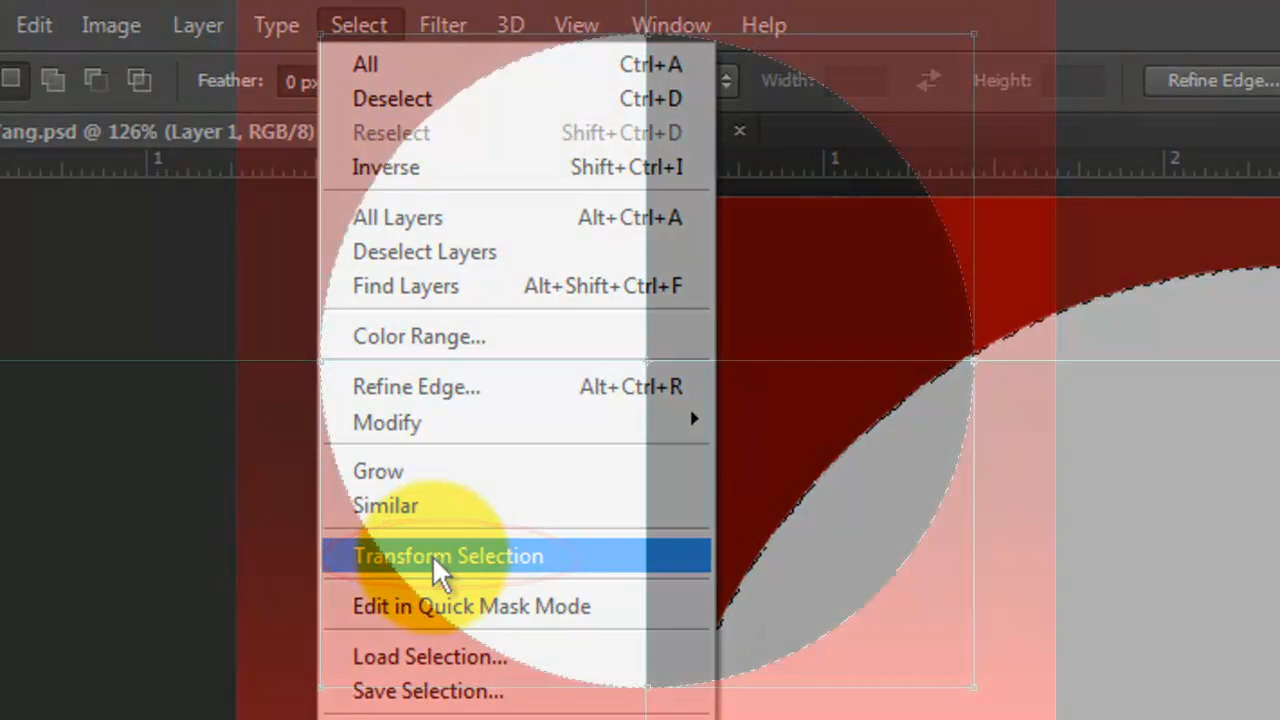 Edit Image Layer Type Select Filter 3D View Window Help
Feather: 0 px Width: Height: Refine Edge...
ang.psd @ 126% (Layer 1, RGB/8)
1 1 2
All Ctrl+A
Deselect Ctrl+D
Reselect Shift+Ctrl+D
Inverse Shift+Ctrl+I
All Layers Alt+Ctrl+A
Deselect Layers
Find Layers Alt+Shift+Ctrl+F
Color Range...
Refine Edge... Alt+Ctrl+R
Modify
Grow
Similar
Transform Selection
Edit in Quick Mask Mode
Load Selection...
Save Selection...